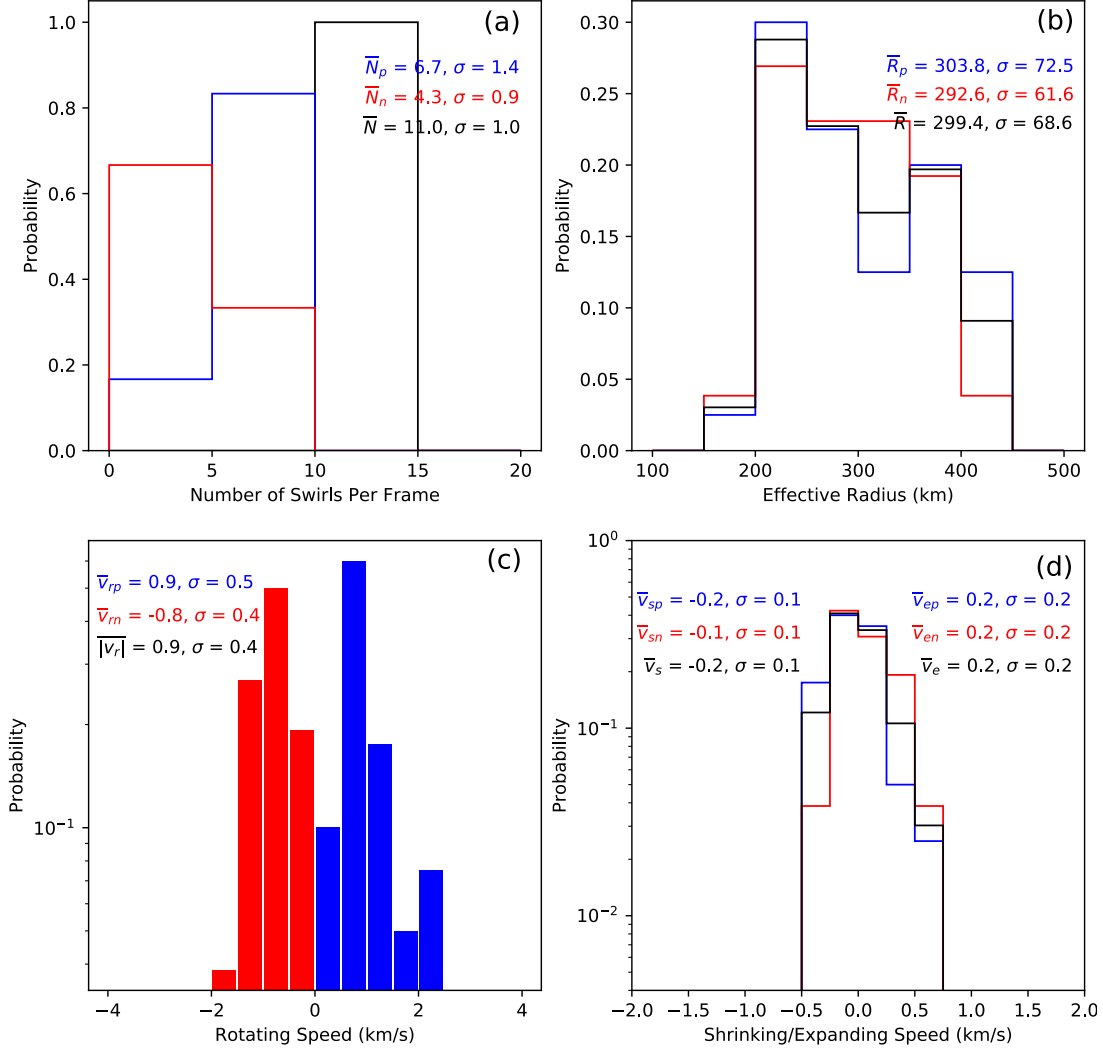 (a)
N̅p = 6.7, σ = 1.4
N̅n = 4.3, σ = 0.9
N̅ = 11.0, σ = 1.0
Probability
1.0
0.8
0.6
0.4
0.2
0.0
0 5 10 15 20
Number of Swirls Per Frame
(b)
R̅p = 303.8, σ = 72.5
R̅n = 292.6, σ = 61.6
R̅ = 299.4, σ = 68.6
Probability
0.30
0.25
0.20
0.15
0.10
0.05
0.00
100 200 300 400 500
Effective Radius (km)
(c)
v̅rp = 0.9, σ = 0.5
v̅rn = -0.8, σ = 0.4
|v̅r| = 0.9, σ = 0.4
Probability
10⁻¹
−4 −2 0 2 4
Rotating Speed (km/s)
(d)
v̅sp = -0.2, σ = 0.1 v̅ep = 0.2, σ = 0.2
v̅sn = -0.1, σ = 0.1 v̅en = 0.2, σ = 0.2
v̅s = -0.2, σ = 0.1 v̅e = 0.2, σ = 0.2
Probability
10⁰
10⁻¹
10⁻²
−2.0 −1.5 −1.0 −0.5 0.0 0.5 1.0 1.5 2.0
Shrinking/Expanding Speed (km/s)